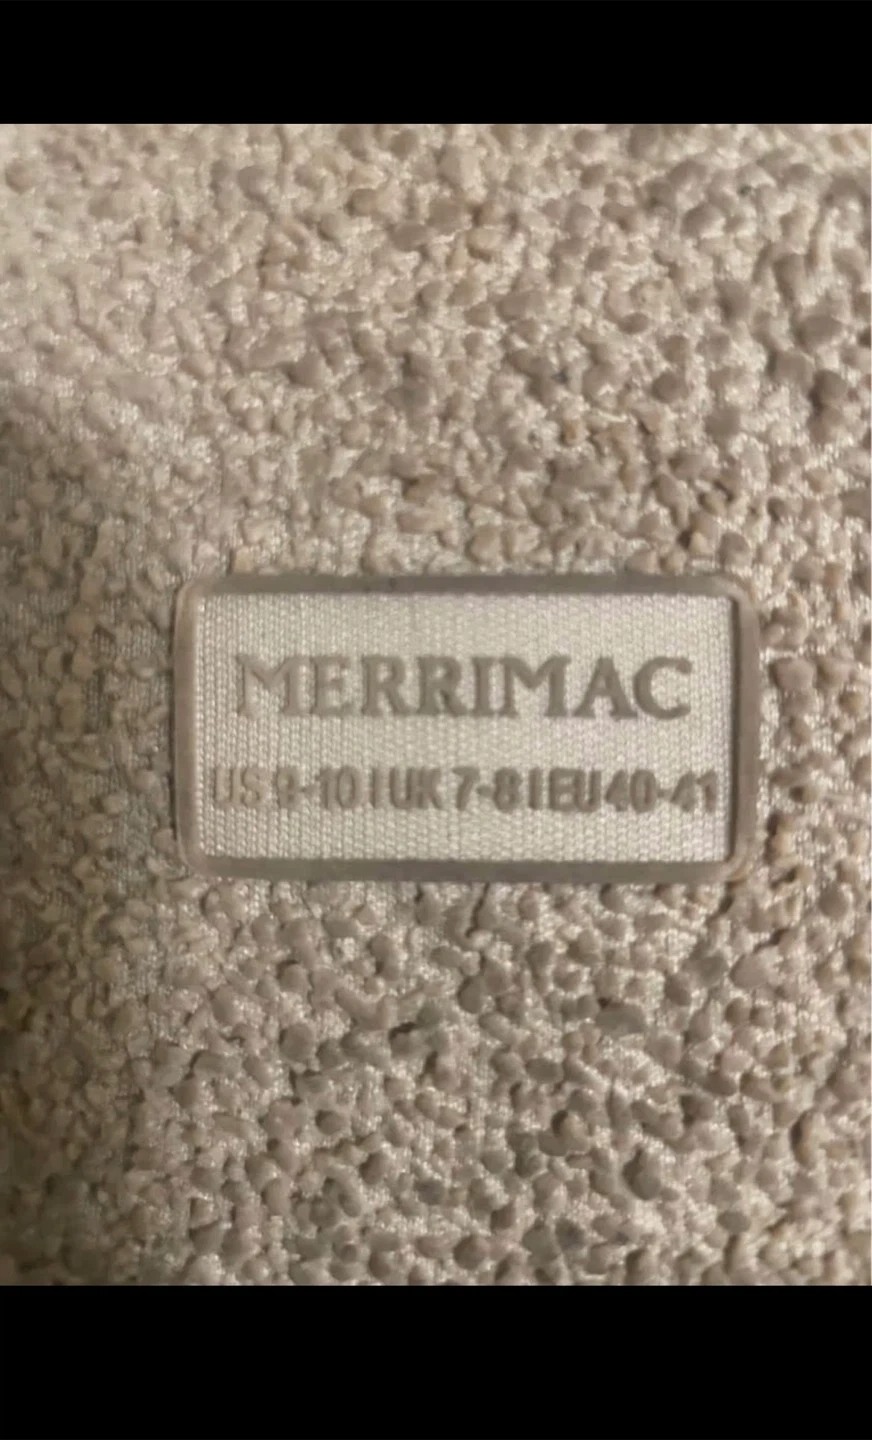 MERRIMAC
US 9-10 | UK 7-8 | EU 40-41